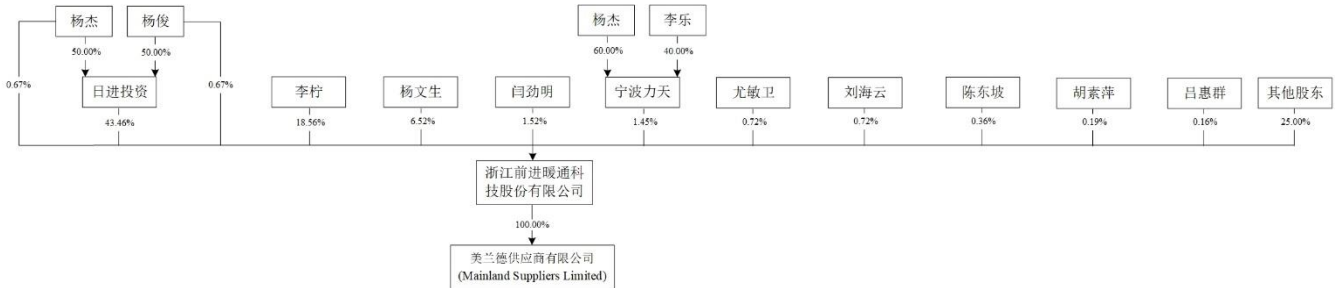 杨杰
杨俊
杨杰
李乐
50.00%
50.00%
60.00%
40.00%
0.67%
0.67%
日进投资
李柠
杨文生
闫劲明
宁波力天
尤敏卫
刘海云
陈东坡
胡素萍
吕惠群
其他股东
43.46%
18.56%
6.52%
1.52%
1.45%
0.72%
0.72%
0.36%
0.19%
0.16%
25.00%
浙江前进暖通科
技股份有限公司
100.00%
美兰德供应商有限公司
(Mainland Suppliers Limited)